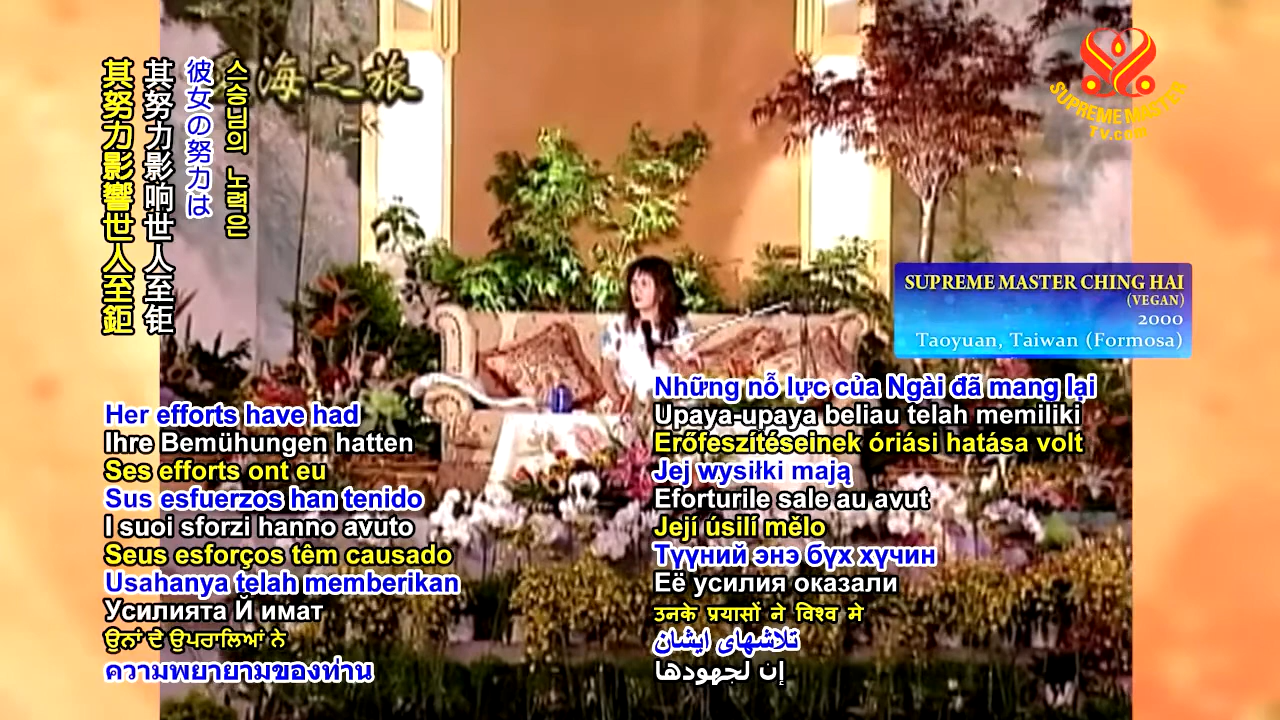 其努力影響世人至鉅
其努力影响世人至钜
彼女の努力は
스승님의 노력은
海之旅
SUPREME MASTER
TV.com
SUPREME MASTER CHING HAI
(VEGAN)
2000
Taoyuan, Taiwan (Formosa)
Her efforts have had
Ihre Bemühungen hatten
Ses efforts ont eu
Sus esfuerzos han tenido
I suoi sforzi hanno avuto
Seus esforços têm causado
Usahanya telah memberikan
Усилията Й имат
ਉਨਾਂ ਦੇ ਉਪਰਾਲਿਆਂ ਨੇ
ความพยายามของท่าน
Những nỗ lực của Ngài đã mang lại
Upaya-upaya beliau telah memiliki
Erőfeszítéseinek óriási hatása volt
Jej wysiłki mają
Eforturile sale au avut
Její úsilí mělo
Түүний энэ бүх хүчин
Её усилия оказали
उनके प्रयासों ने विश्व मे
تلاشهای ایشان
إن لجهودها